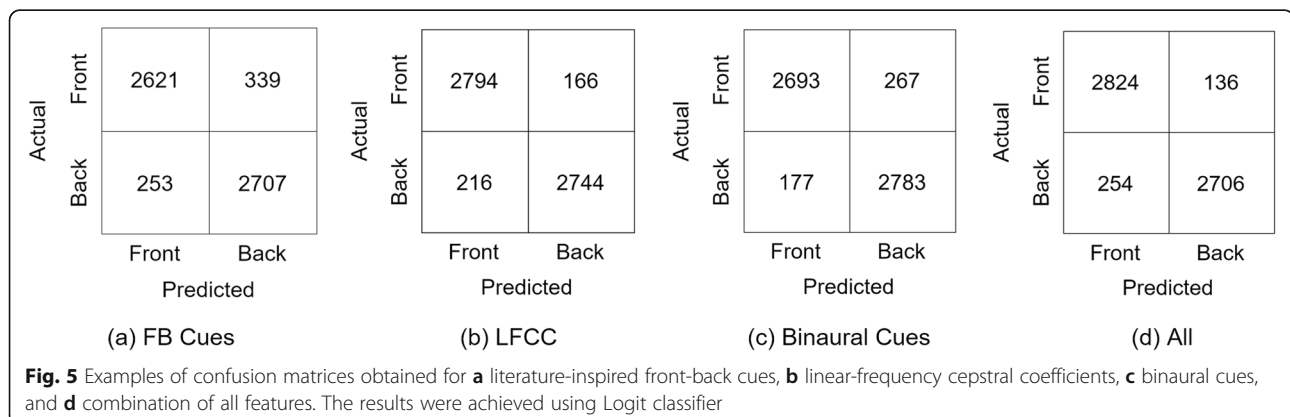 Actual Front 2621 339
Back 253 2707
Front Back
Predicted
(a) FB Cues
Actual Front 2794 166
Back 216 2744
Front Back
Predicted
(b) LFCC
Actual Front 2693 267
Back 177 2783
Front Back
Predicted
(c) Binaural Cues
Actual Front 2824 136
Back 254 2706
Front Back
Predicted
(d) All
Fig. 5 Examples of confusion matrices obtained for a literature-inspired front-back cues, b linear-frequency cepstral coefficients, c binaural cues,
and d combination of all features. The results were achieved using Logit classifier